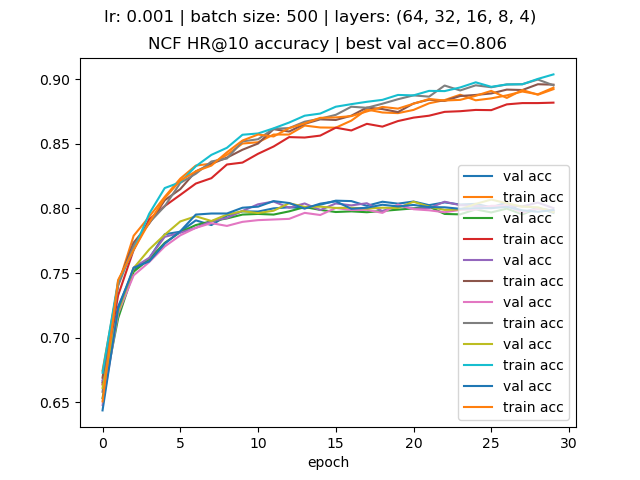 lr: 0.001 | batch size: 500 | layers: (64, 32, 16, 8, 4)
NCF HR@10 accuracy | best val acc=0.806
0.90
0.85
0.80
0.75
0.70
0.65
val acc
train acc
val acc
train acc
val acc
train acc
val acc
train acc
val acc
train acc
val acc
train acc
0 5 10 15 20 25 30
epoch